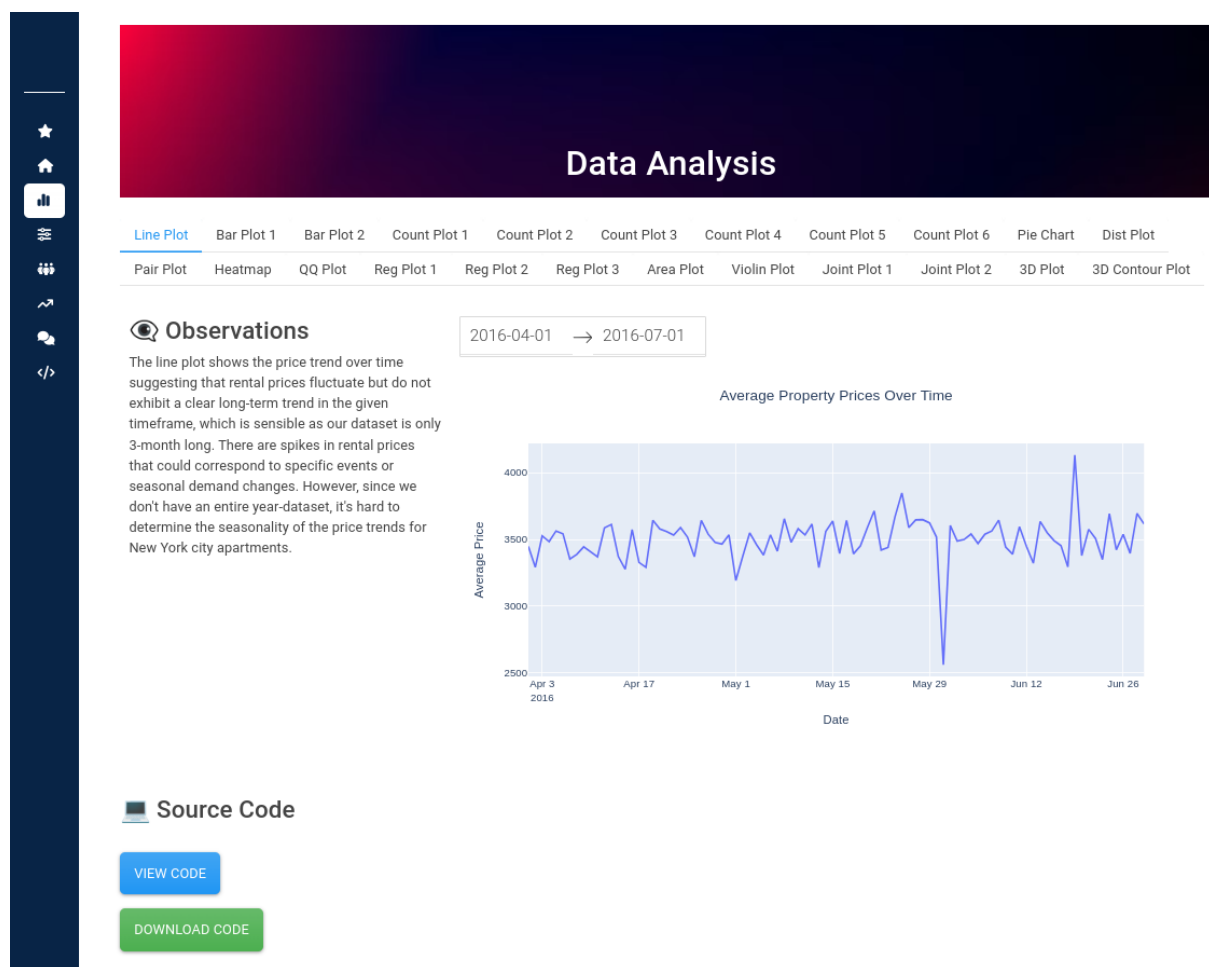 Data Analysis
Line Plot Bar Plot 1 Bar Plot 2 Count Plot 1 Count Plot 2 Count Plot 3 Count Plot 4 Count Plot 5 Count Plot 6 Pie Chart Dist Plot
Pair Plot Heatmap QQ Plot Reg Plot 1 Reg Plot 2 Reg Plot 3 Area Plot Violin Plot Joint Plot 1 Joint Plot 2 3D Plot 3D Contour Plot
Observations
The line plot shows the price trend over time
suggesting that rental prices fluctuate but do not
exhibit a clear long-term trend in the given
timeframe, which is sensible as our dataset is only
3-month long. There are spikes in rental prices
that could correspond to specific events or
seasonal demand changes. However, since we
don't have an entire year-dataset, it's hard to
determine the seasonality of the price trends for
New York city apartments.
2016-04-01 → 2016-07-01
Average Property Prices Over Time
Average Price
4000
3500
3000
2500
Apr 3 Apr 17 May 1 May 15 May 29 Jun 12 Jun 26
2016
Date
Source Code
VIEW CODE
DOWNLOAD CODE